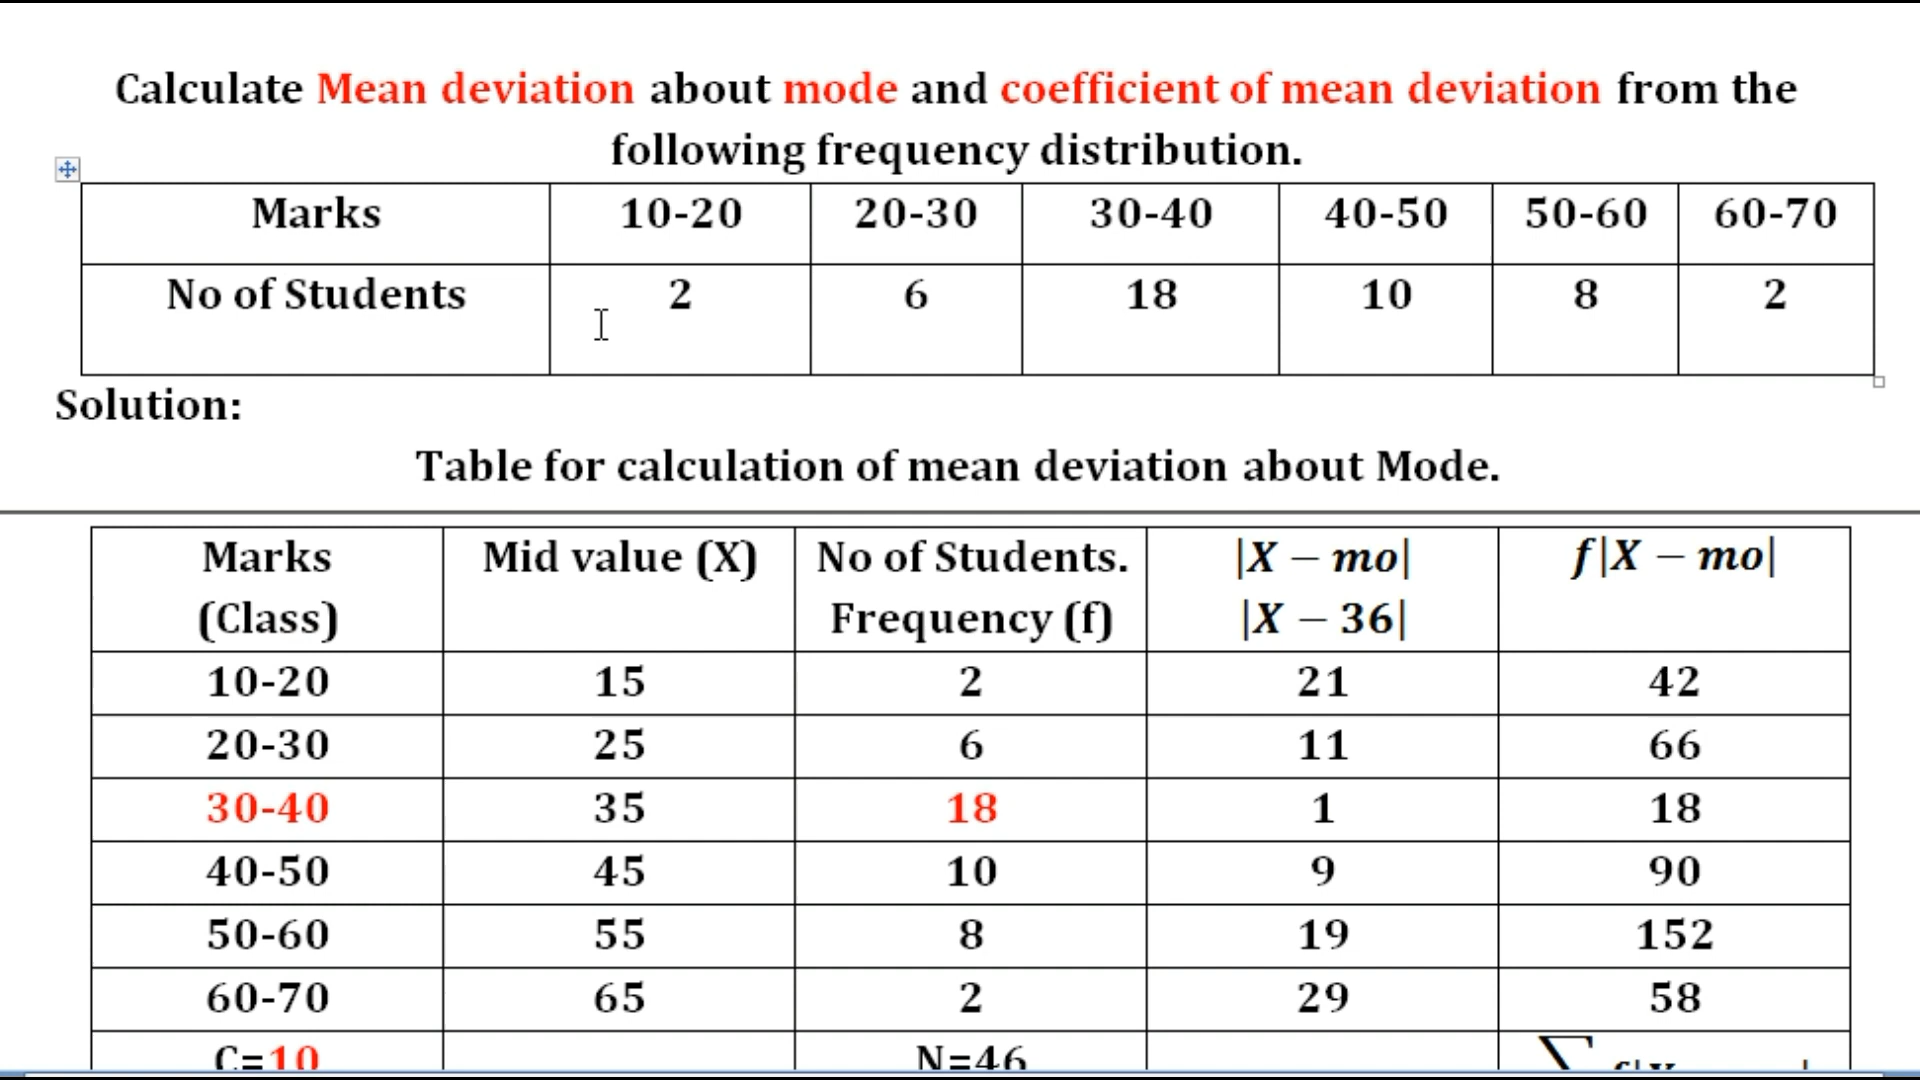 Calculate Mean deviation about mode and coefficient of mean deviation from the
following frequency distribution.
Marks 10-20 20-30 30-40 40-50 50-60 60-70
No of Students 2 6 18 10 8 2
Solution:
Table for calculation of mean deviation about Mode.
Marks Mid value (X) No of Students. |X − mo| f|X − mo|
(Class) Frequency (f) |X − 36|
10-20 15 2 21 42
20-30 25 6 11 66
30-40 35 18 1 18
40-50 45 10 9 90
50-60 55 8 19 152
60-70 65 2 29 58
C=10 N=46